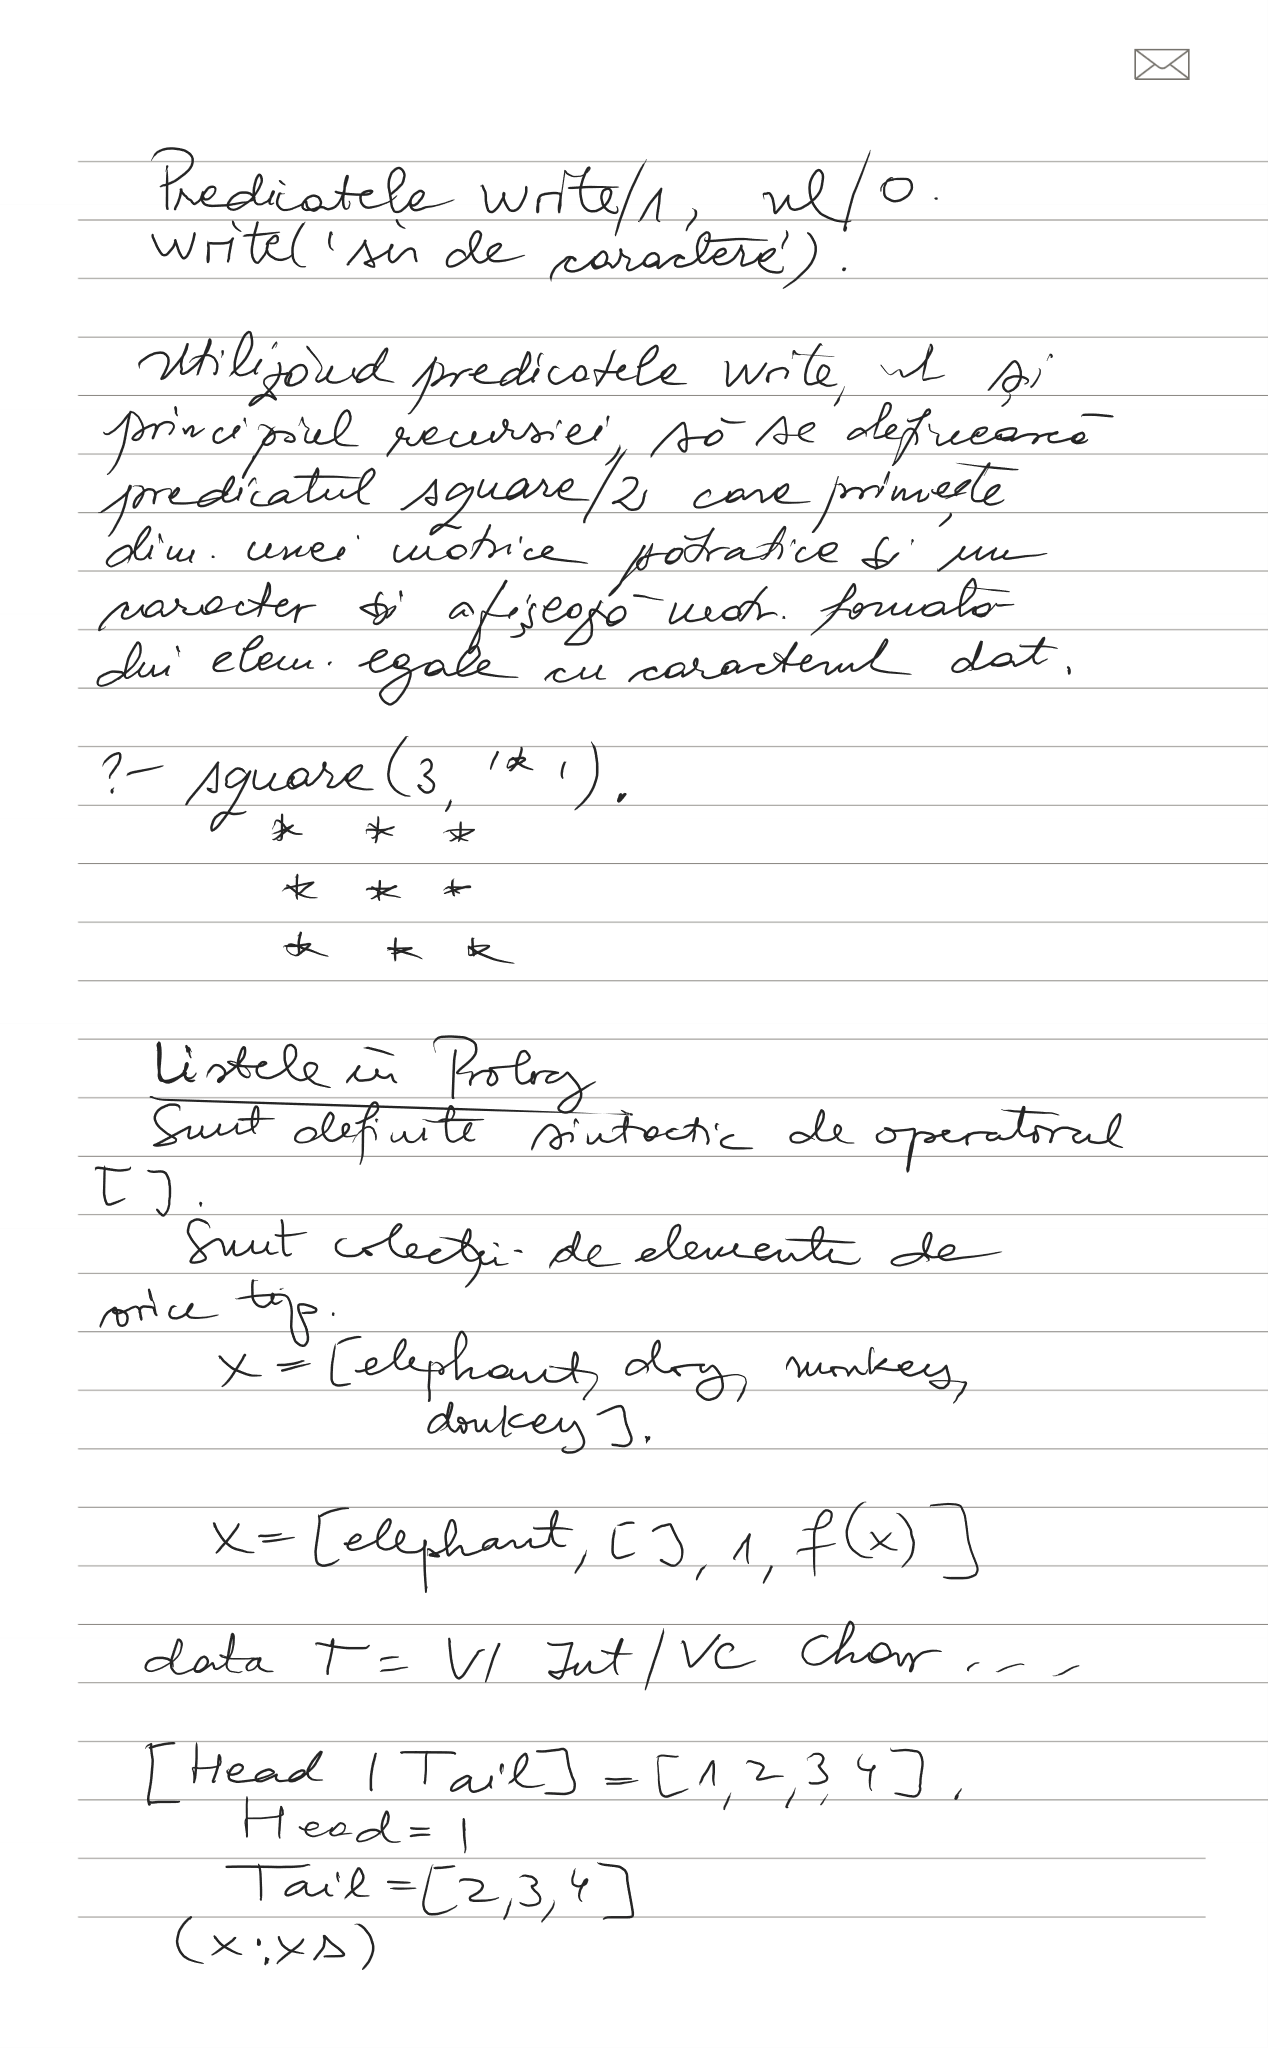 Predicatele write/1, nl/0.
write('sir de caractere').
Utilizând predicatele write, nl și
principiul recursiei, să se definească
predicatul square/2, care primește
dim. unei matrice pătratice și un
caracter și afișează matr. formată
din elem. egale cu caracterul dat.
?- square(3, '*').
* * *
* * *
* * *
Listele în Prolog
Sunt definite sintactic de operatorul
[].
Sunt colecții de elemente de
orice tip.
X = [elephant, dog, monkey,
donkey].
X = [elephant, [], 1, f(x)]
data T = VI Int / VC Char ...
[Head | Tail] = [1,2,3,4].
Head = 1
Tail = [2,3,4]
(x:xs)